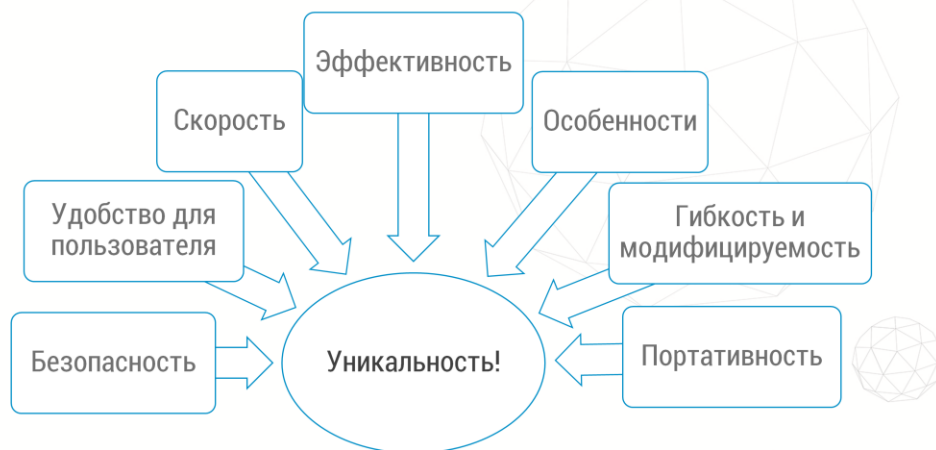 Эффективность
Скорость
Особенности
Удобство для
пользователя
Гибкость и
модифицируемость
Безопасность
Уникальность!
Портативность